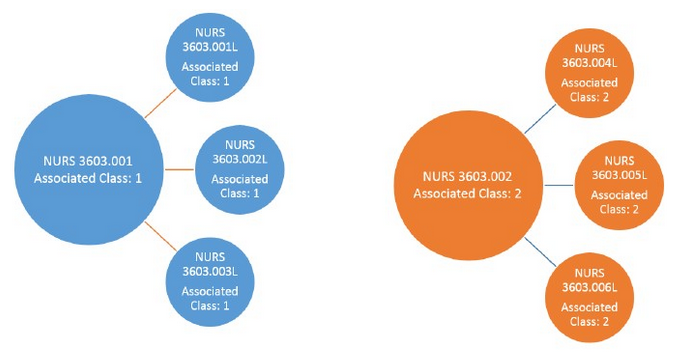 NURS
3603.001L
Associated
Class: 1
NURS 3603.001
Associated Class: 1
NURS
3603.002L
Associated
Class: 1
NURS
3603.003L
Associated
Class: 1
NURS
3603.004L
Associated
Class: 2
NURS 3603.002
Associated Class: 2
NURS
3603.005L
Associated
Class: 2
NURS
3603.006L
Associated
Class: 2